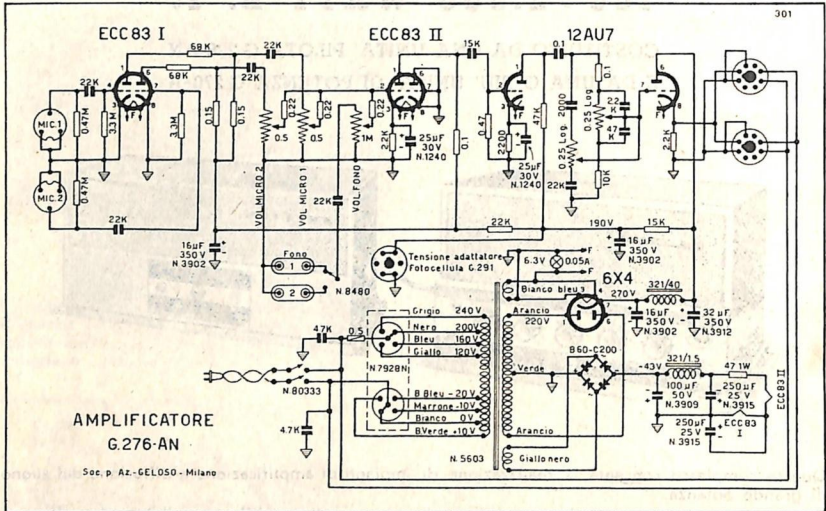 301
ECC83 I
ECC83 II
12AU7
68K
68K
22K
22K
22K
15K
0.1
MIC.1
MIC.2
0.47M
0.47M
3.3M
3.3M
22K
0.15
0.15
0.5
0.22
0.5
0.22
1M
0.22
VOL MICRO 2
VOL MICRO 1
VOL.FONO
22K
2.2K
25µF
30V
N.1240
0.1
0.47
2200
25µF
30V
N.1240
47K
0.25 Log.
2000
22K
0.1
0.25 Log
22K
47K
10K
2.2K
22K
190V
15K
16µF
350V
N.3902
16µF
350V
N.3902
Fono
1
2
N.8480
Tensione adattatore
Fotocellula G.291
6.3V
0.05A
F
F
Bianco bleu
6X4
270V
321/40
16µF
350V
N.3902
32µF
350V
N.3912
47K
0.5
N.80333
4.7K
Grigio 240V
Nero 200V
Bleu 160V
Giallo 120V
N.7928N
B.Bleu -20V
Marrone -10V
Bianco 0V
B.Verde +10V
Arancio
220V
Verde
Arancio
Giallonero
N.5603
B60-C200
-43V
321/1.5
47 1W
100µF
50V
N.3909
250µF
25V
N.3915
250µF
25V
N.3915
ECC83
I
ECC83 II
AMPLIFICATORE
G.276-AN
Soc. p. Az.-GELOSO-Milano